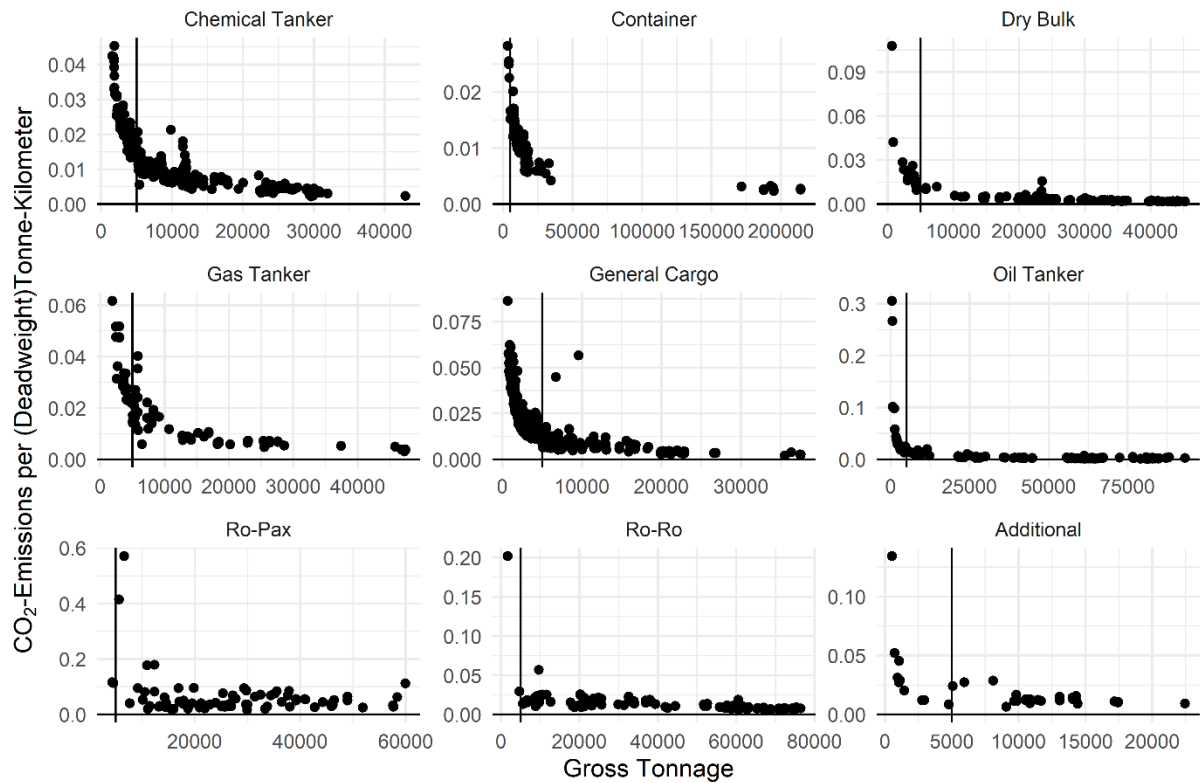 CO₂-Emissions per (Deadweight)Tonne-Kilometer
Chemical Tanker Container Dry Bulk
0.04
0.03
0.02
0.01
0.00
0 10000 20000 30000 40000
0.02
0.01
0.00
0 50000 100000 150000 200000
0.09
0.06
0.03
0.00
0 10000 20000 30000 40000
Gas Tanker General Cargo Oil Tanker
0.06
0.04
0.02
0.00
0 10000 20000 30000 40000
0.075
0.050
0.025
0.000
0 10000 20000 30000
0.3
0.2
0.1
0.0
0 25000 50000 75000
Ro-Pax Ro-Ro Additional
0.6
0.4
0.2
0.0
20000 40000 60000
0.20
0.15
0.10
0.05
0.00
0 20000 40000 60000 80000
0.10
0.05
0.00
0 5000 10000 15000 20000
Gross Tonnage